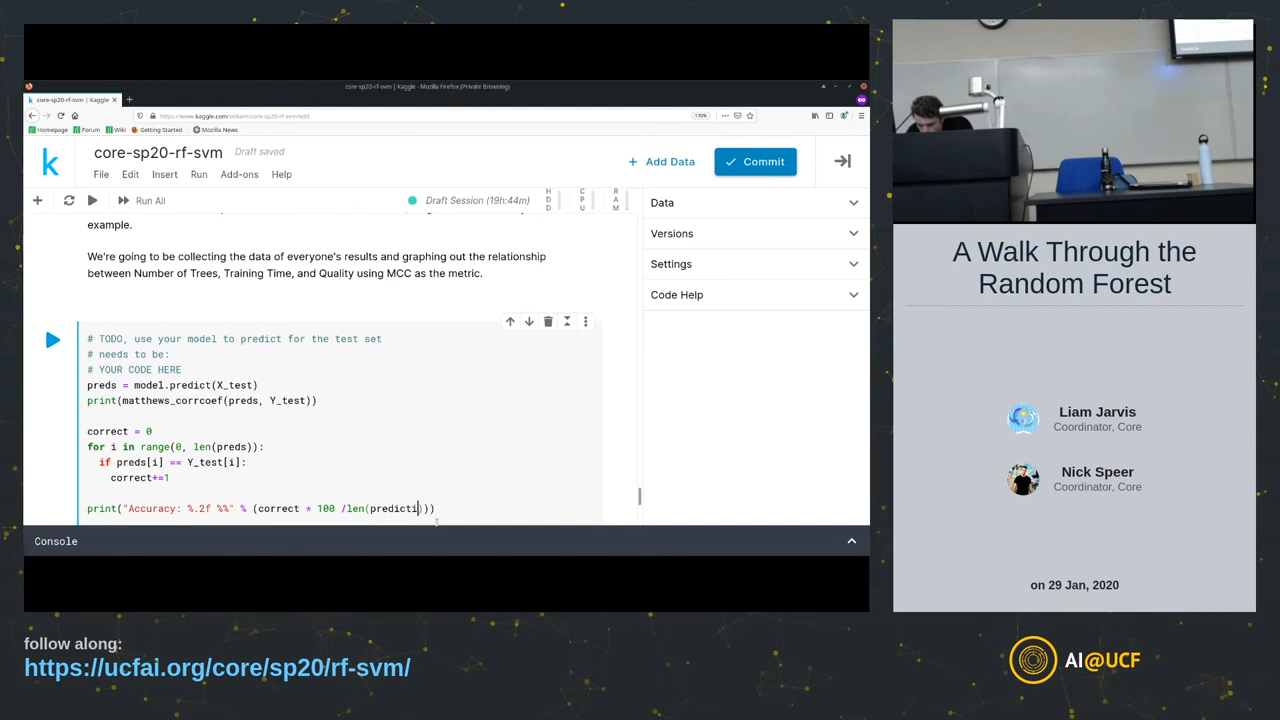 core-sp20-rf-svm | Kaggle - Mozilla Firefox (Private Browsing)
core-sp20-rf-svm | Kaggle
170%
Homepage Forum Wiki Getting Started Mozilla News
k
core-sp20-rf-svm Draft saved
File Edit Insert Run Add-ons Help
+ Add Data
Commit
Run All
Draft Session (19h:44m)
HDD
CPU
RAM
Data
Versions
Settings
Code Help
example.
We're going to be collecting the data of everyone's results and graphing out the relationship
between Number of Trees, Training Time, and Quality using MCC as the metric.
# TODO, use your model to predict for the test set
# needs to be:
# YOUR CODE HERE
preds = model.predict(X_test)
print(matthews_corrcoef(preds, Y_test))
correct = 0
for i in range(0, len(preds)):
if preds[i] == Y_test[i]:
correct+=1
print("Accuracy: %.2f %%" % (correct * 100 /len(predicti)))
Console
A Walk Through the
Random Forest
Liam Jarvis
Coordinator, Core
Nick Speer
Coordinator, Core
on 29 Jan, 2020
follow along:
https://ucfai.org/core/sp20/rf-svm/
AI@UCF